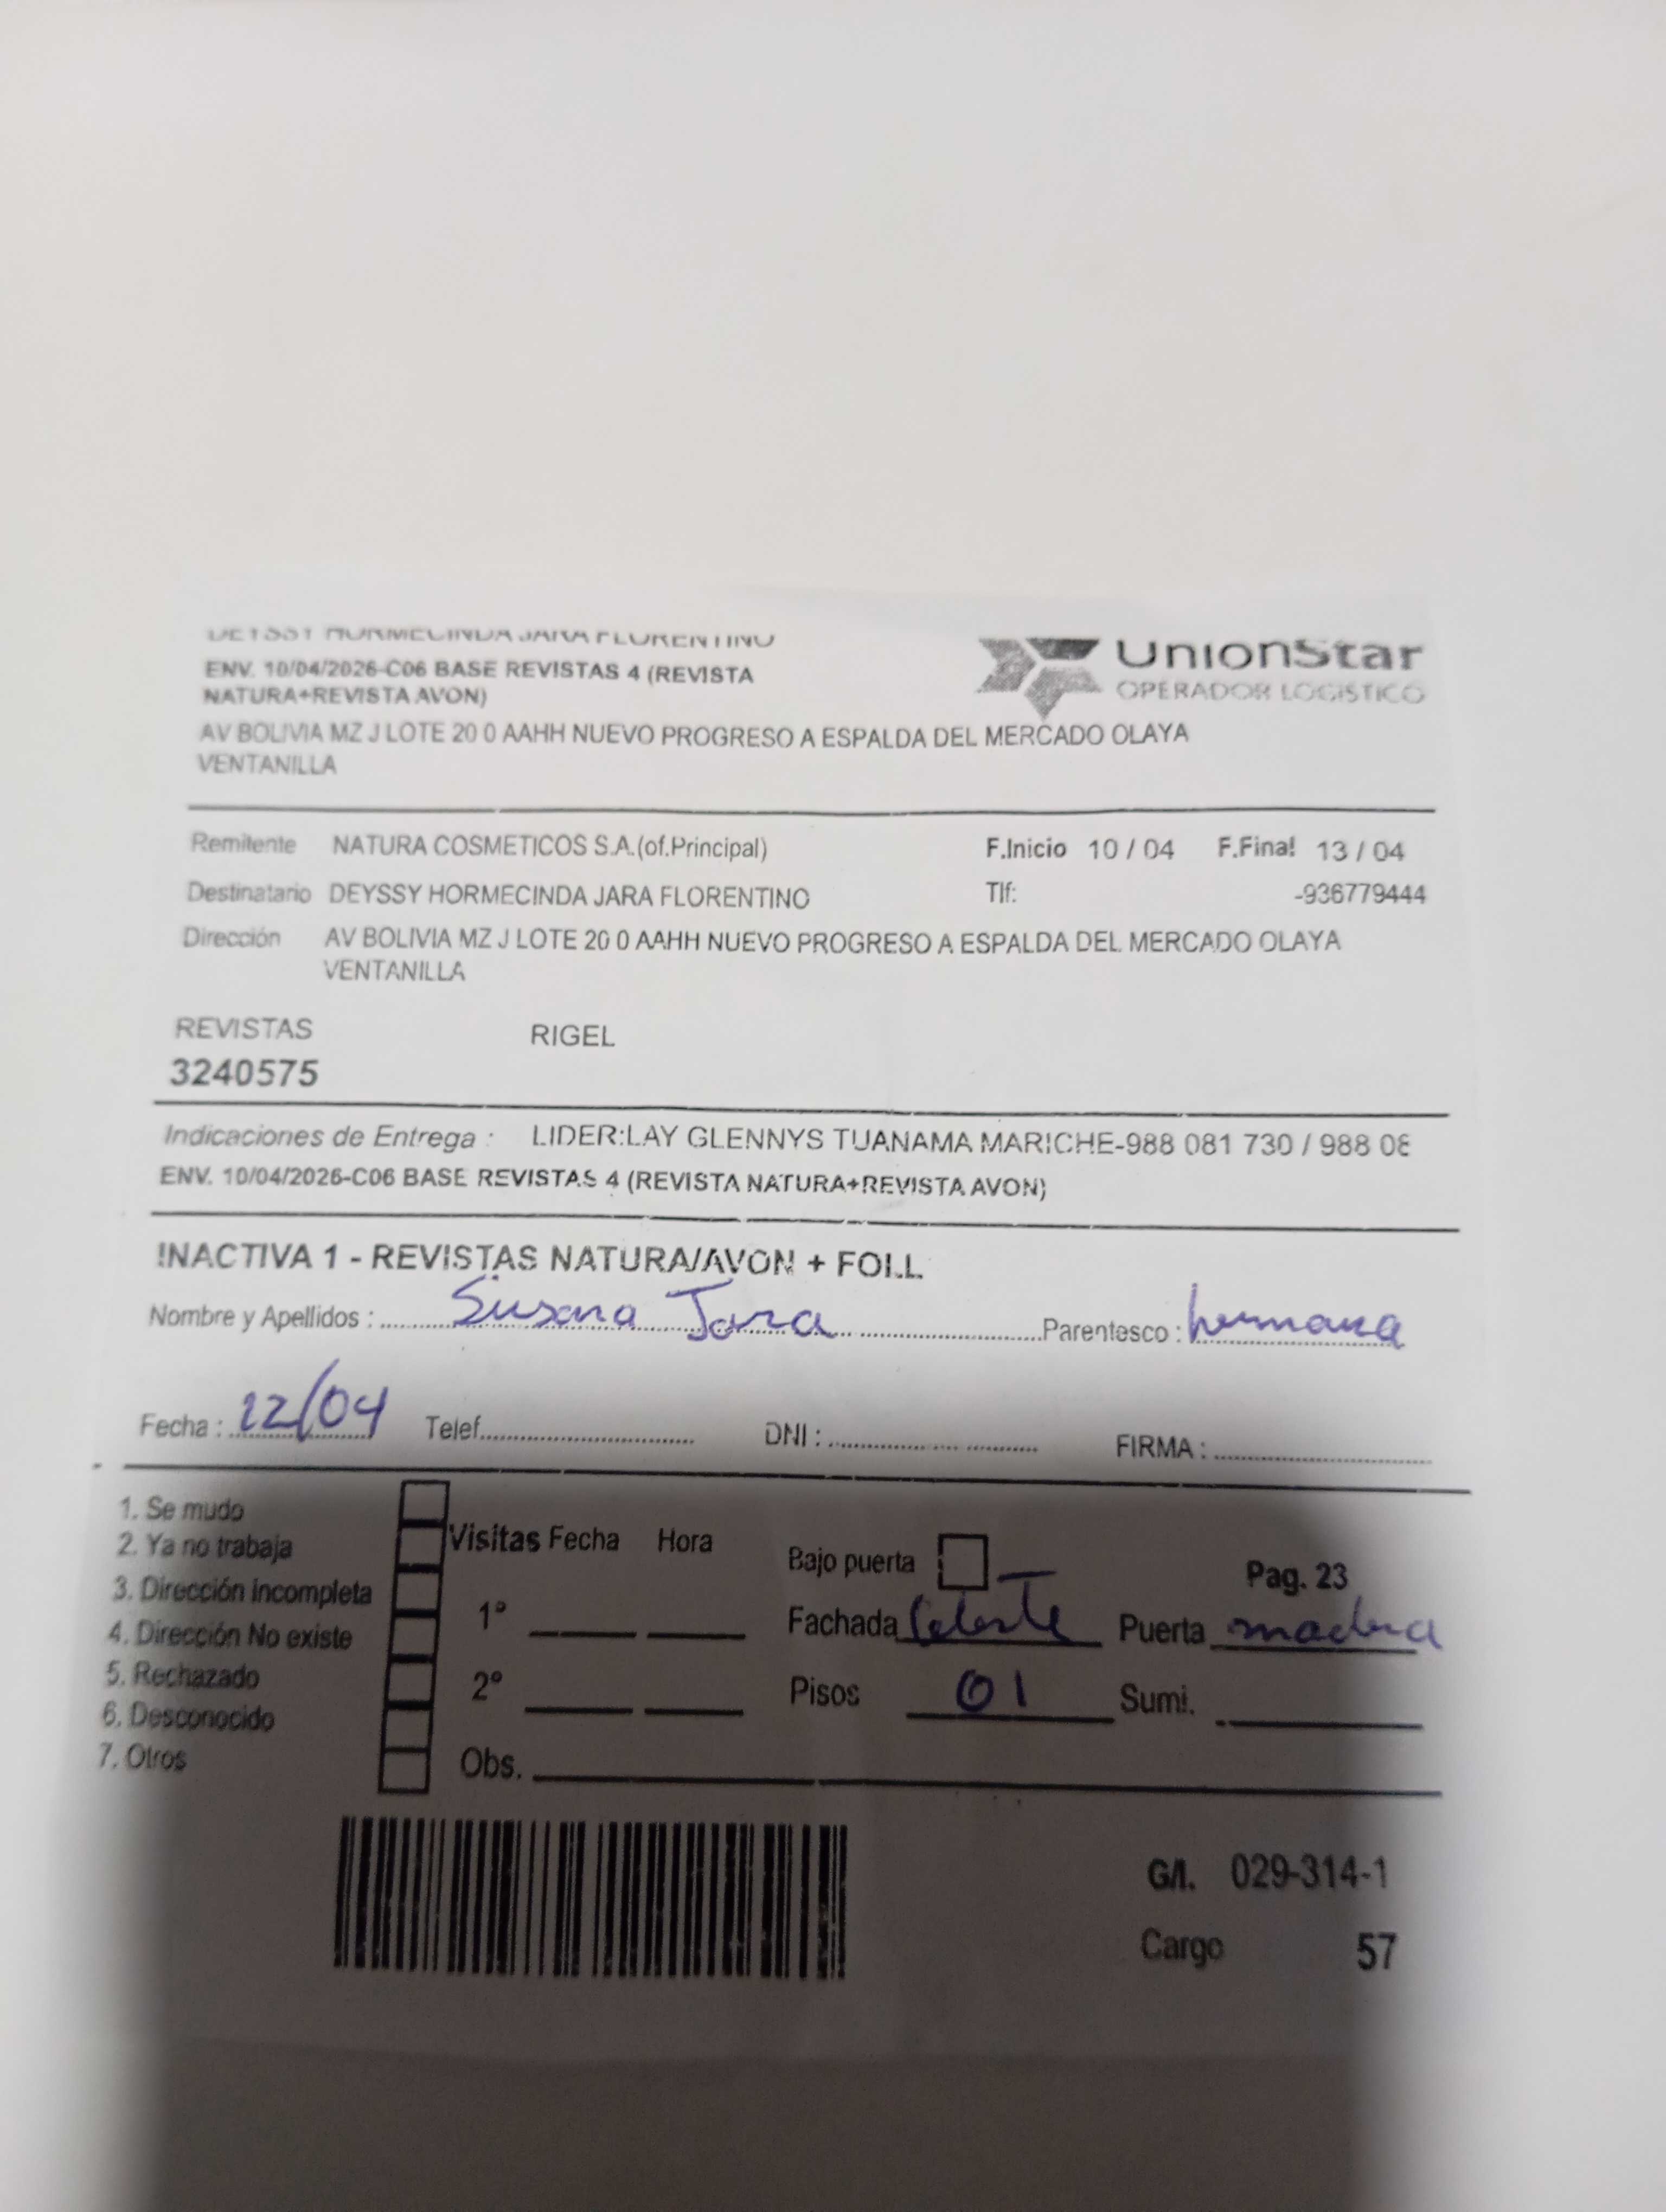 DEYSSY HORMECINDA JARA FLORENTINO
UnionStar
OPERADOR LOGISTICO
ENV. 10/04/2026-C06 BASE REVISTAS 4 (REVISTA
NATURA+REVISTA AVON)
AV BOLIVIA MZ J LOTE 20 0 AAHH NUEVO PROGRESO A ESPALDA DEL MERCADO OLAYA
VENTANILLA
Remitente NATURA COSMETICOS S.A.(of.Principal) F.Inicio 10 / 04 F.Final 13 / 04
Destinatario DEYSSY HORMECINDA JARA FLORENTINO Tlf: -936779444
Dirección AV BOLIVIA MZ J LOTE 20 0 AAHH NUEVO PROGRESO A ESPALDA DEL MERCADO OLAYA
VENTANILLA
REVISTAS RIGEL
3240575
Indicaciones de Entrega : LIDER:LAY GLENNYS TUANAMA MARICHE-988 081 730 / 988 08
ENV. 10/04/2026-C06 BASE REVISTAS 4 (REVISTA NATURA+REVISTA AVON)
INACTIVA 1 - REVISTAS NATURA/AVON + FOLL
Nombre y Apellidos : Susana Jara Parentesco : hermana
Fecha : 12/04 Telef. DNI : FIRMA :
1. Se mudo
2. Ya no trabaja
3. Dirección incompleta
4. Dirección No existe
5. Rechazado
6. Desconocido
7. Otros
Visitas Fecha Hora
1º
2º
Obs.
Bajo puerta Pag. 23
Fachada Celeste Puerta madera
Pisos 01 Sumi.
G/I. 029-314-1
Cargo 57